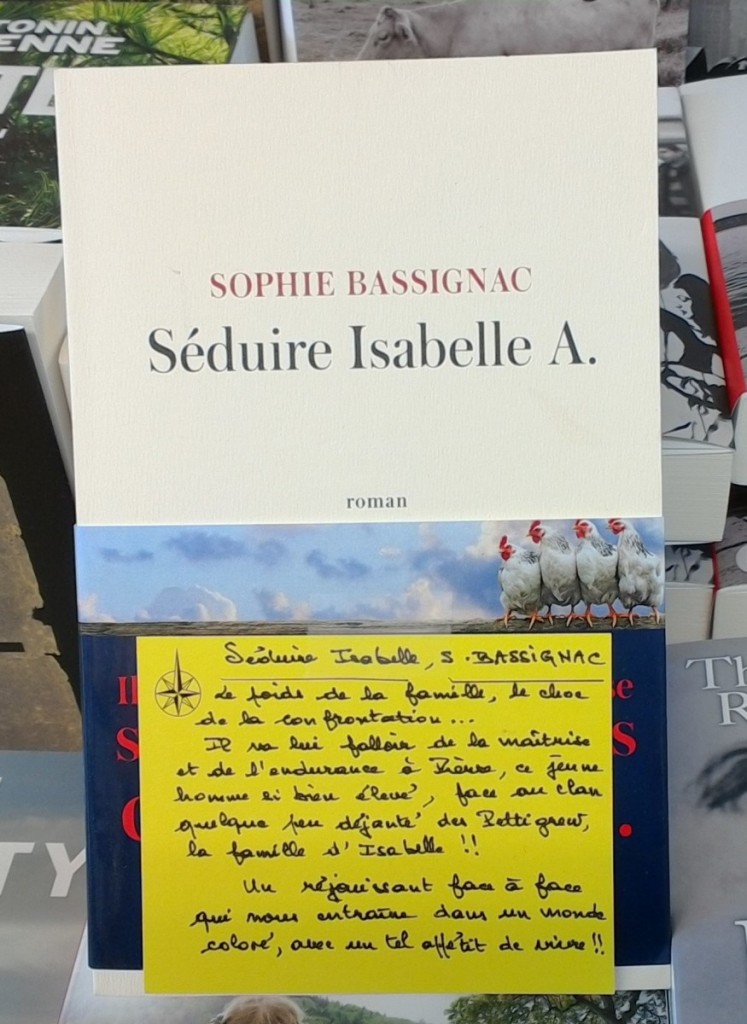 TONIN
ENNE
SOPHIE BASSIGNAC
Séduire Isabelle A.
roman
Séduire Isabelle, S. BASSIGNAC
Le poids de la famille, le choc
de la confrontation...
Il va lui falloir de la maîtrise
et de l'endurance à Pierre, ce jeune
homme si bien élevé, face au clan
quelque peu déjanté des Pettigrew,
la famille d'Isabelle !!
Un réjouissant face à face
qui nous entraîne dans un monde
coloré, avec un tel appétit de vivre !!
TY